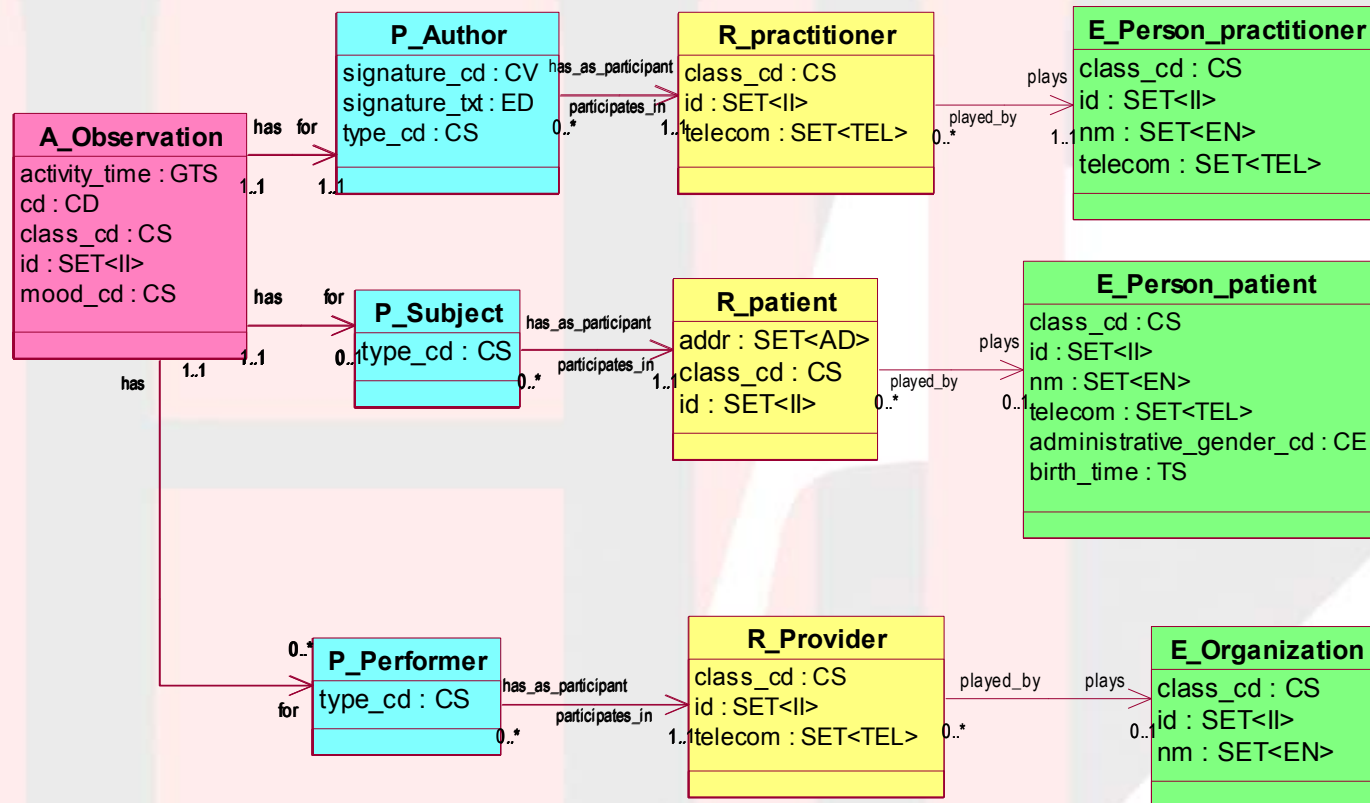 A_Observation
activity_time : GTS
cd : CD
class_cd : CS
id : SET<II>
mood_cd : CS
has for
1..1
1..1
P_Author
signature_cd : CV
signature_txt : ED
type_cd : CS
has_as_participant
participates_in
0..*
1..1
R_practitioner
class_cd : CS
id : SET<II>
telecom : SET<TEL>
plays
played_by
0..*
1..1
E_Person_practitioner
class_cd : CS
id : SET<II>
nm : SET<EN>
telecom : SET<TEL>
has for
1..1
0..1
P_Subject
type_cd : CS
has_as_participant
participates_in
0..*
1..1
R_patient
addr : SET<AD>
class_cd : CS
id : SET<II>
plays
played_by
0..*
0..1
E_Person_patient
class_cd : CS
id : SET<II>
nm : SET<EN>
telecom : SET<TEL>
administrative_gender_cd : CE
birth_time : TS
has
1..1
0..*
for
P_Performer
type_cd : CS
has_as_participant
participates_in
0..*
1..1
R_Provider
class_cd : CS
id : SET<II>
telecom : SET<TEL>
played_by plays
0..*
0..1
E_Organization
class_cd : CS
id : SET<II>
nm : SET<EN>